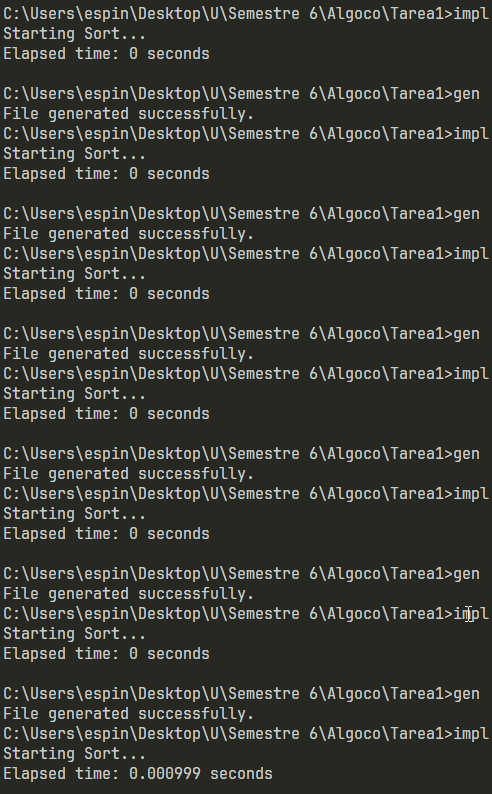 C:\Users\espin\Desktop\U\Semestre 6\Algoco\Tarea1>impl
Starting Sort...
Elapsed time: 0 seconds
C:\Users\espin\Desktop\U\Semestre 6\Algoco\Tarea1>gen
File generated successfully.
C:\Users\espin\Desktop\U\Semestre 6\Algoco\Tarea1>impl
Starting Sort...
Elapsed time: 0 seconds
C:\Users\espin\Desktop\U\Semestre 6\Algoco\Tarea1>gen
File generated successfully.
C:\Users\espin\Desktop\U\Semestre 6\Algoco\Tarea1>impl
Starting Sort...
Elapsed time: 0 seconds
C:\Users\espin\Desktop\U\Semestre 6\Algoco\Tarea1>gen
File generated successfully.
C:\Users\espin\Desktop\U\Semestre 6\Algoco\Tarea1>impl
Starting Sort...
Elapsed time: 0 seconds
C:\Users\espin\Desktop\U\Semestre 6\Algoco\Tarea1>gen
File generated successfully.
C:\Users\espin\Desktop\U\Semestre 6\Algoco\Tarea1>impl
Starting Sort...
Elapsed time: 0 seconds
C:\Users\espin\Desktop\U\Semestre 6\Algoco\Tarea1>gen
File generated successfully.
C:\Users\espin\Desktop\U\Semestre 6\Algoco\Tarea1>impl
Starting Sort...
Elapsed time: 0 seconds
C:\Users\espin\Desktop\U\Semestre 6\Algoco\Tarea1>gen
File generated successfully.
C:\Users\espin\Desktop\U\Semestre 6\Algoco\Tarea1>impl
Starting Sort...
Elapsed time: 0.000999 seconds